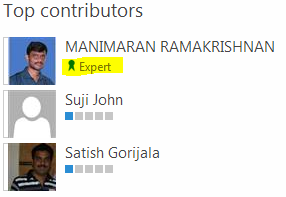 Top contributors
MANIMARAN RAMAKRISHNAN
Expert
Suji John
Satish Gorijala